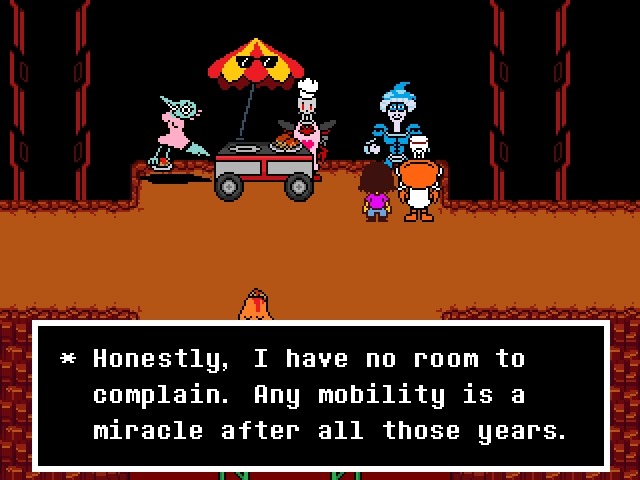 * Honestly, I have no room to
complain. Any mobility is a
miracle after all those years.